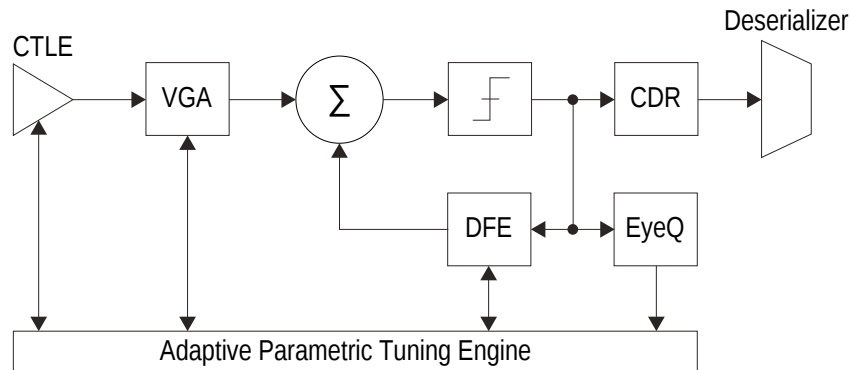 Deserializer
CTLE
VGA
Σ
CDR
DFE
EyeQ
Adaptive Parametric Tuning Engine